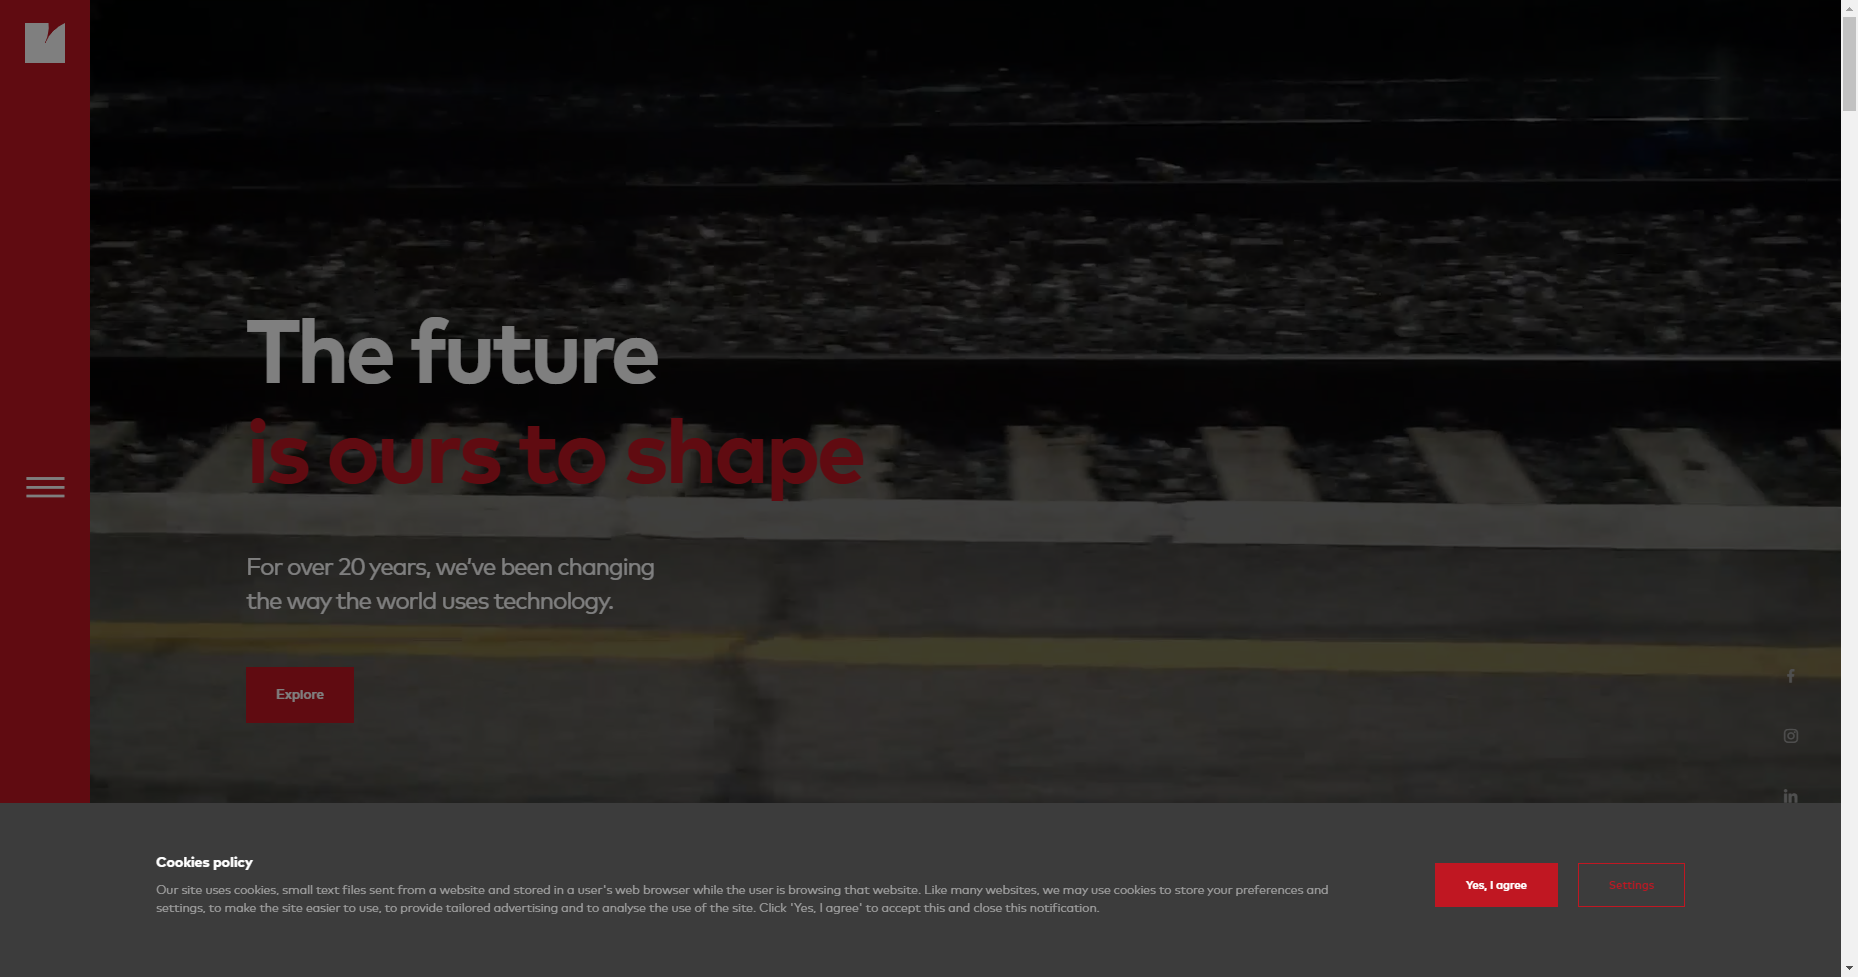 The future
is ours to shape
For over 20 years, we've been changing
the way the world uses technology.
Explore
Cookies policy
Our site uses cookies, small text files sent from a website and stored in a user's web browser while the user is browsing that website. Like many websites, we may use cookies to store your preferences and
settings, to make the site easier to use, to provide tailored advertising and to analyse the use of the site. Click 'Yes, I agree' to accept this and close this notification.
Yes, I agree
Settings